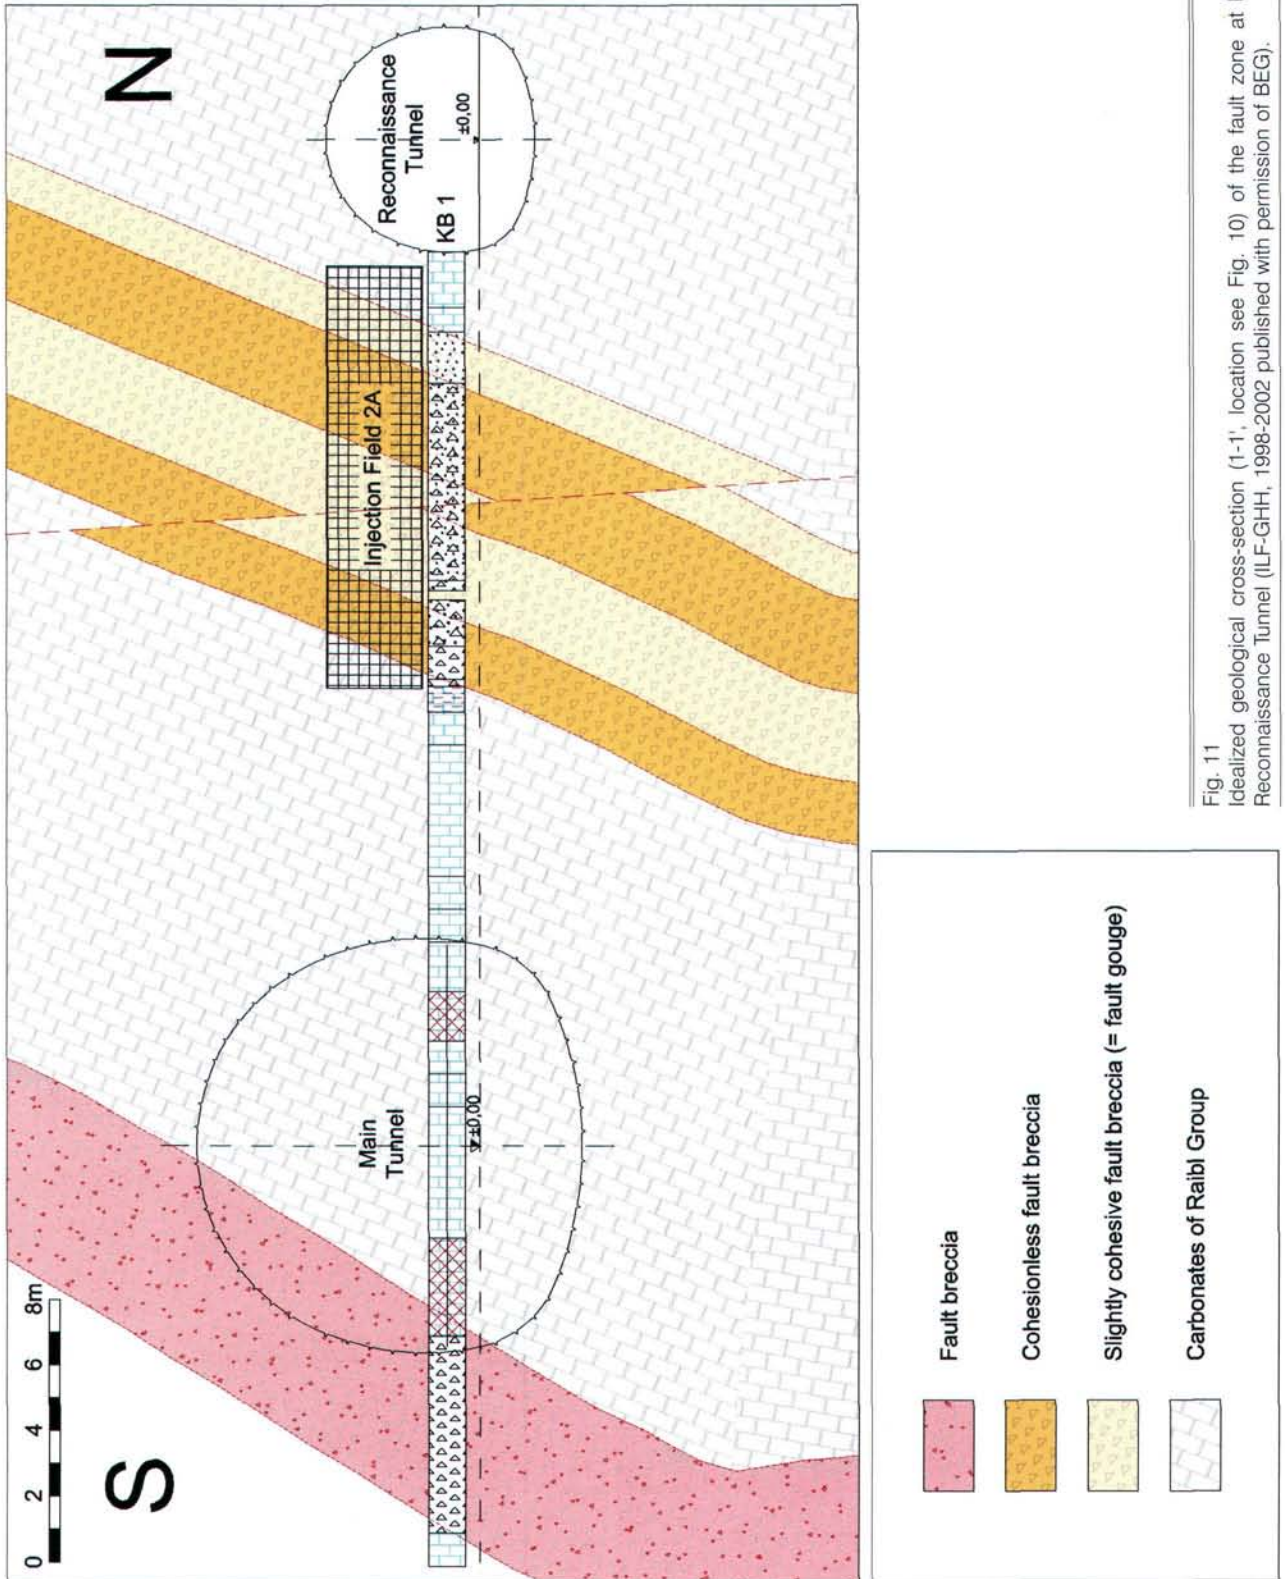 S
N
0 2 4 6 8m
Main
Tunnel
±0,00
Injection Field 2A
KB 1
Reconnaissance
Tunnel
±0,00
Fault breccia
Cohesionless fault breccia
Slightly cohesive fault breccia (= fault gouge)
Carbonates of Raibl Group
Fig. 11
Idealized geological cross-section (1-1', location see Fig. 10) of the fault zone at
Reconnaissance Tunnel (ILF-GHH, 1998-2002 published with permission of BEG).